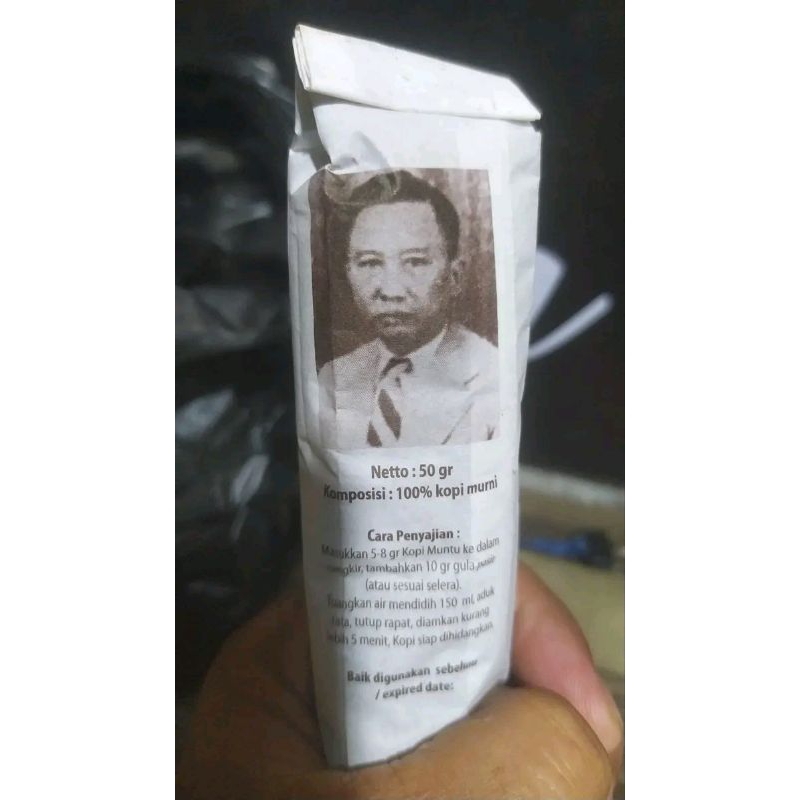 Netto : 50 gr
Komposisi : 100% kopi murni
Cara Penyajian :
Masukkan 5-8 gr Kopi Muntu ke dalam
cangkir, tambahkan 10 gr gula pasir
(atau sesuai selera).
Tuangkan air mendidih 150 ml, aduk
rata, tutup rapat, diamkan kurang
lebih 5 menit, Kopi siap dihidangkan.
Baik digunakan sebelum
/ expired date: